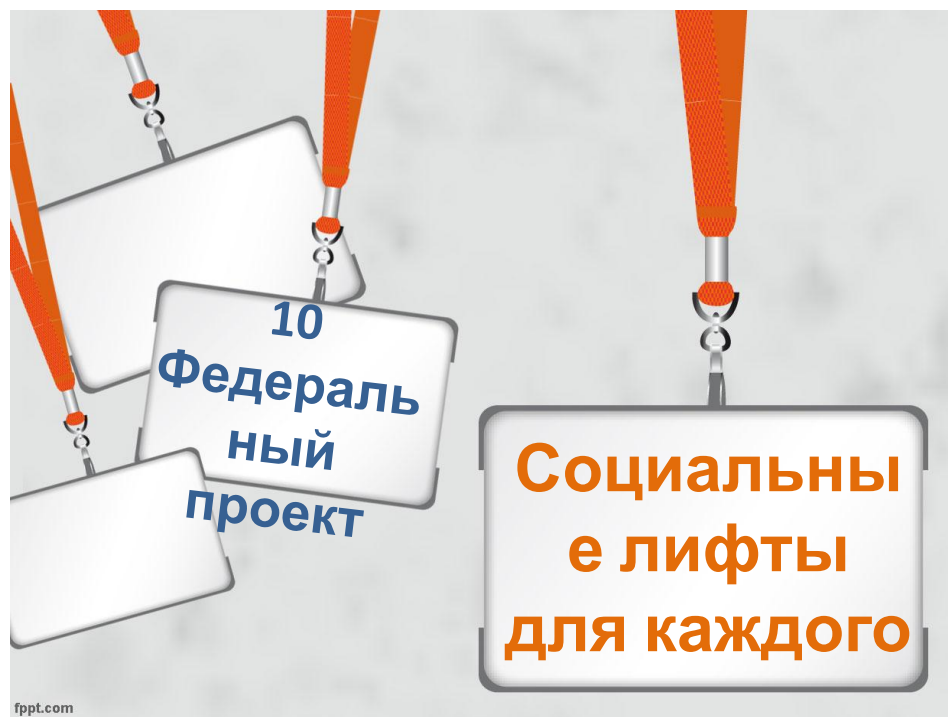 10
Федераль
ный
проект
Социальны
е лифты
для каждого
fppt.com